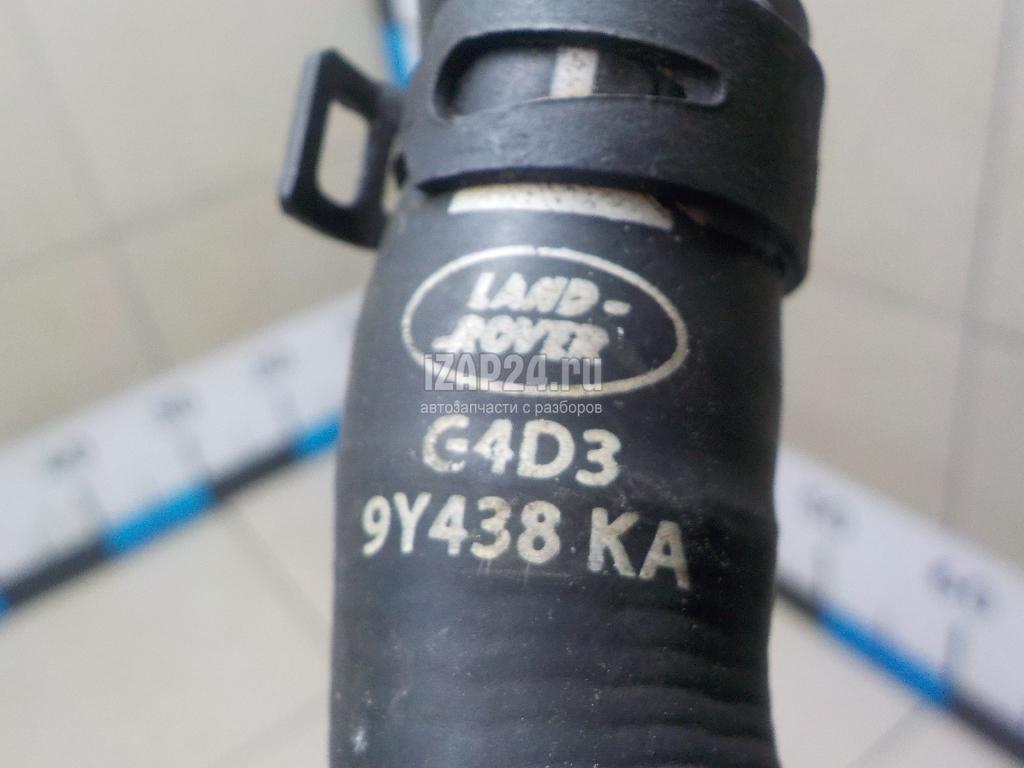 LAND-
ROVER
IZAP24.ru
автозапчасти с разборов
G4D3
9Y438 KA